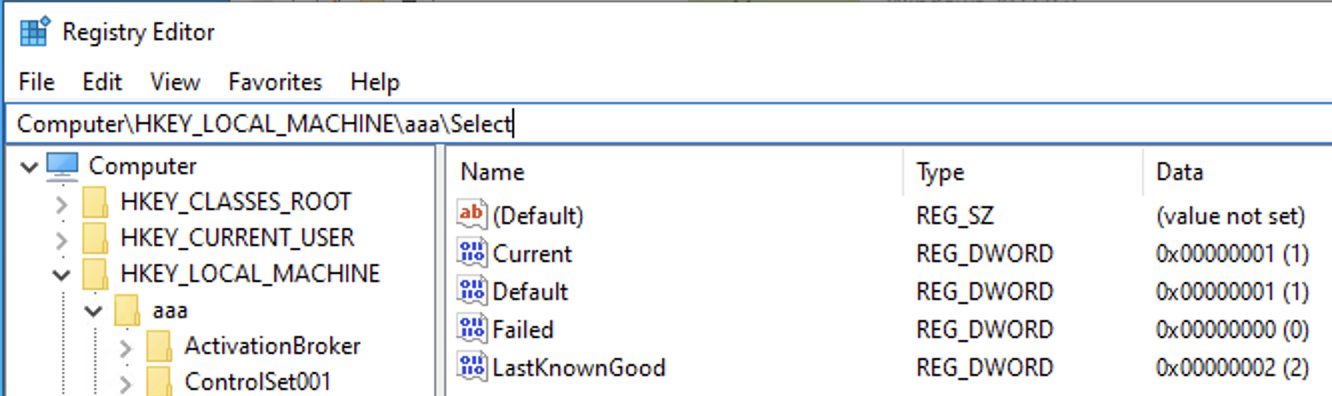 Registry Editor
File Edit View Favorites Help
Computer\HKEY_LOCAL_MACHINE\aaa\Select
Computer
HKEY_CLASSES_ROOT
HKEY_CURRENT_USER
HKEY_LOCAL_MACHINE
aaa
ActivationBroker
ControlSet001
Name Type Data
(Default) REG_SZ (value not set)
Current REG_DWORD 0x00000001 (1)
Default REG_DWORD 0x00000001 (1)
Failed REG_DWORD 0x00000000 (0)
LastKnownGood REG_DWORD 0x00000002 (2)